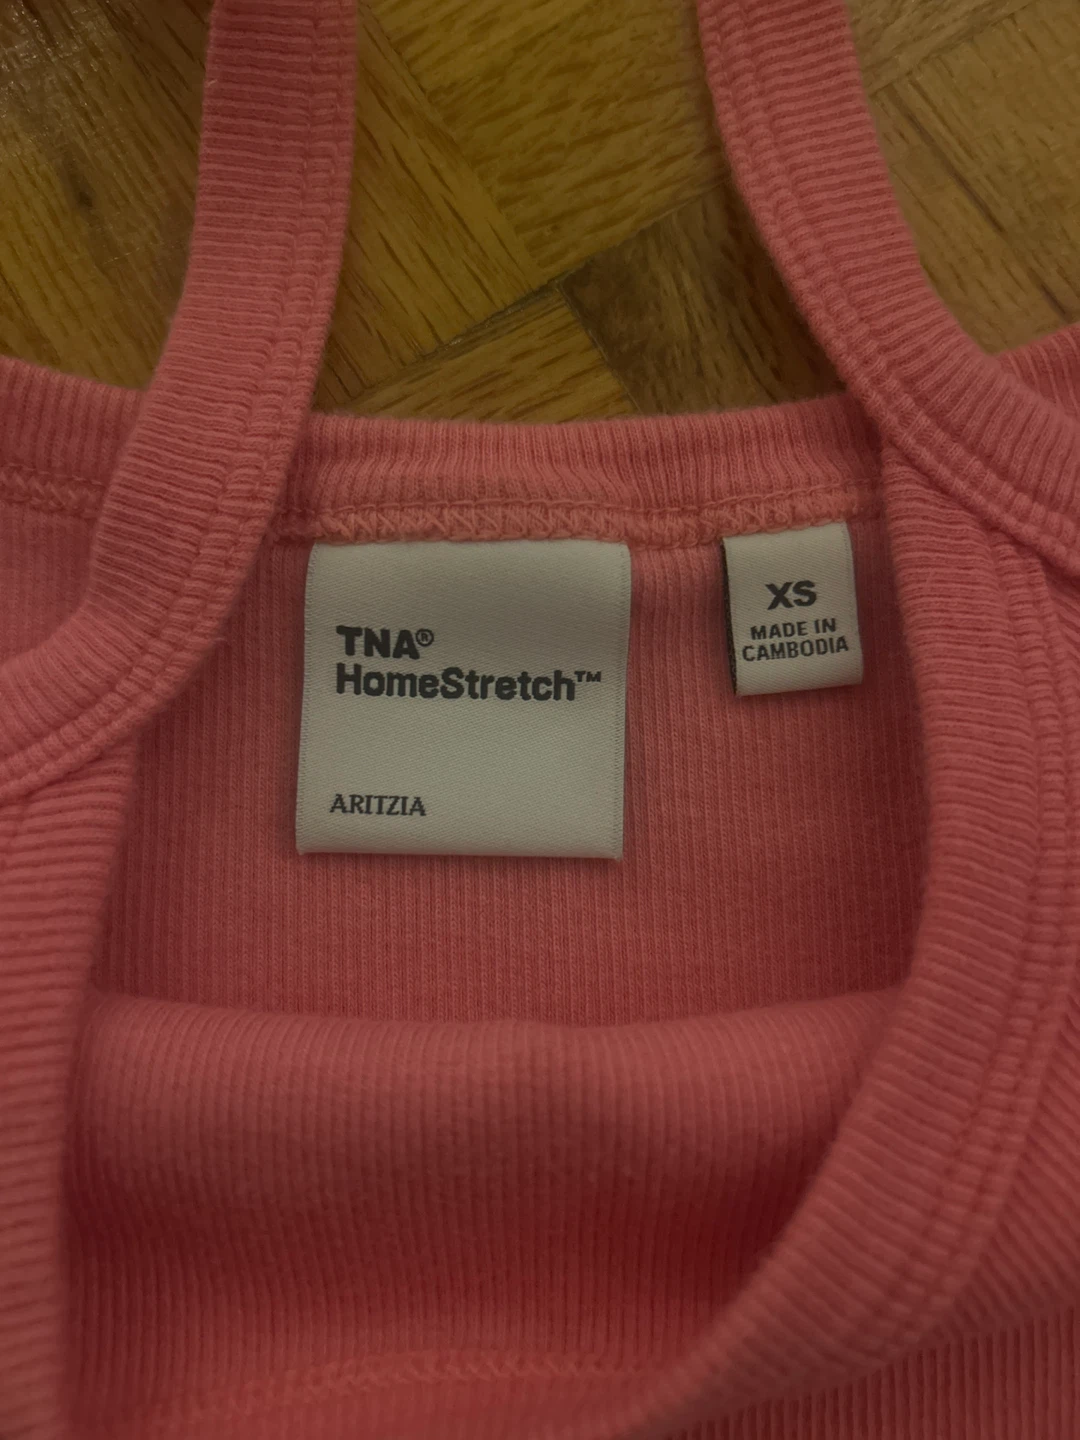 TNA®
HomeStretch™
ARITZIA
XS
MADE IN
CAMBODIA